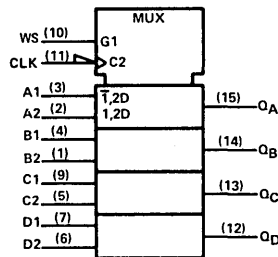 MUX
WS (10) G1
CLK (11) C2
A1 (3) 1̅,2D (15) QA
A2 (2) 1,2D
B1 (4) (14) QB
B2 (1)
C1 (9) (13) QC
C2 (5)
D1 (7) (12) QD
D2 (6)